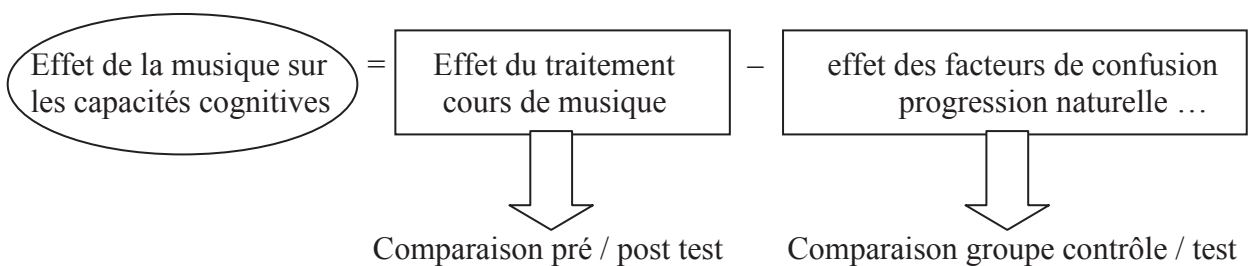 Effet de la musique sur
les capacités cognitives
=
Effet du traitement
cours de musique
–
effet des facteurs de confusion
progression naturelle …
Comparaison pré / post test
Comparaison groupe contrôle / test